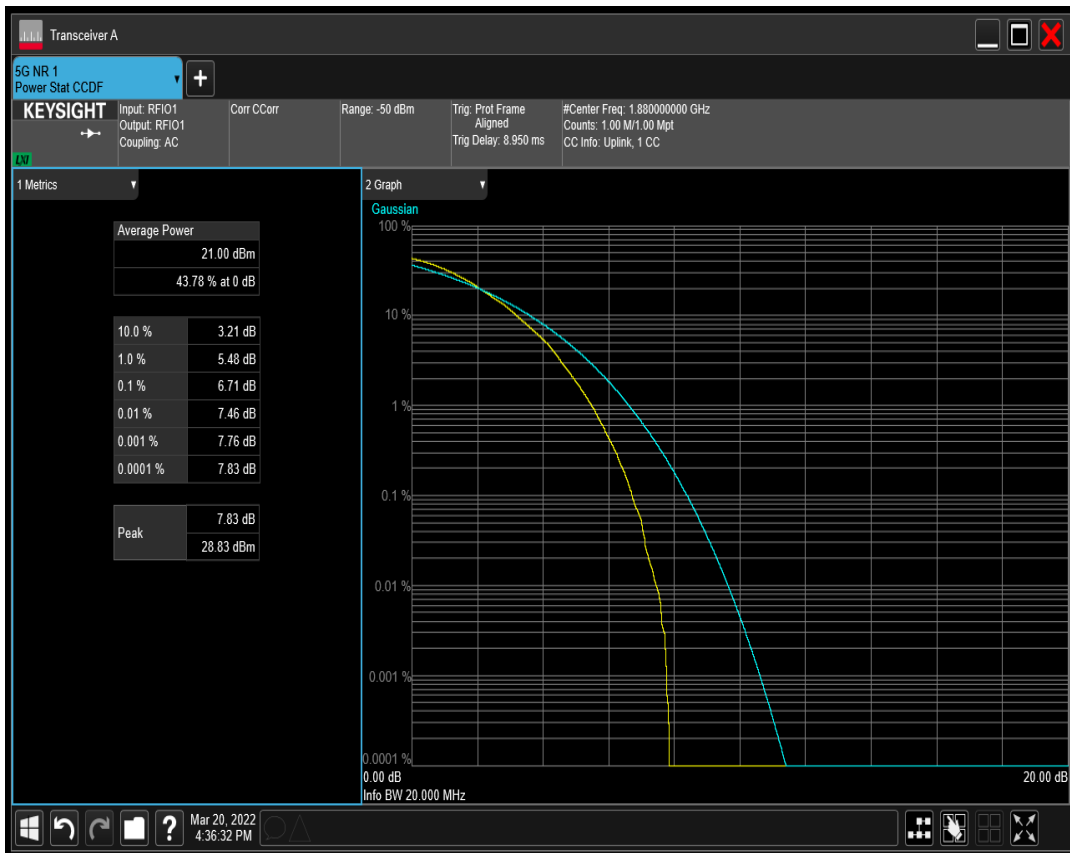 Transceiver A
5G NR 1
Power Stat CCDF
KEYSIGHT
LXI
Input: RFIO1
Output: RFIO1
Coupling: AC
Corr CCorr
Range: -50 dBm
Trig: Prot Frame
Aligned
Trig Delay: 8.950 ms
#Center Freq: 1.880000000 GHz
Counts: 1.00 M/1.00 Mpt
CC Info: Uplink, 1 CC
1 Metrics
Average Power
21.00 dBm
43.78 % at 0 dB
10.0 % 3.21 dB
1.0 % 5.48 dB
0.1 % 6.71 dB
0.01 % 7.46 dB
0.001 % 7.76 dB
0.0001 % 7.83 dB
Peak
7.83 dB
28.83 dBm
2 Graph
Gaussian
100 %
10 %
1 %
0.1 %
0.01 %
0.001 %
0.0001 %
0.00 dB 20.00 dB
Info BW 20.000 MHz
?
Mar 20, 2022
4:36:32 PM